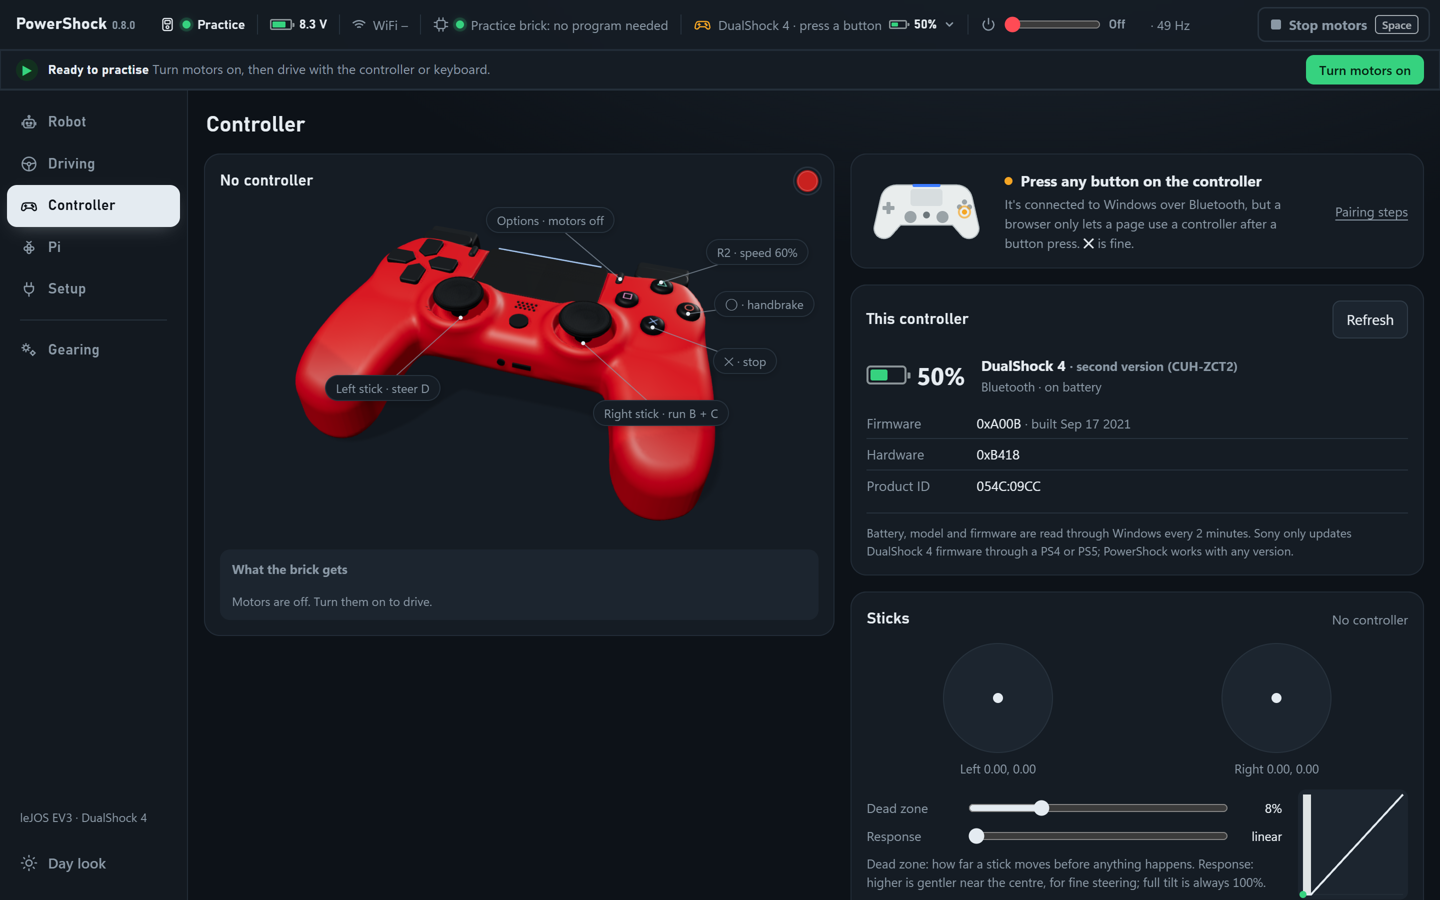 PowerShock 0.8.0
Practice
8.3 V
WiFi –
Practice brick: no program needed
DualShock 4 · press a button
50%
Off
· 49 Hz
Stop motors
Space
Ready to practise Turn motors on, then drive with the controller or keyboard.
Turn motors on
Robot
Driving
Controller
Pi
Setup
Gearing
leJOS EV3 · DualShock 4
Day look
Controller
No controller
Options · motors off
R2 · speed 60%
◯ · handbrake
✕ · stop
Left stick · steer D
Right stick · run B + C
What the brick gets
Motors are off. Turn them on to drive.
Press any button on the controller
It's connected to Windows over Bluetooth, but a
browser only lets a page use a controller after a
button press. ✕ is fine.
Pairing steps
This controller
Refresh
50%
DualShock 4 · second version (CUH-ZCT2)
Bluetooth · on battery
Firmware 0xA00B · built Sep 17 2021
Hardware 0xB418
Product ID 054C:09CC
Battery, model and firmware are read through Windows every 2 minutes. Sony only updates
DualShock 4 firmware through a PS4 or PS5; PowerShock works with any version.
Sticks
No controller
Left 0.00, 0.00
Right 0.00, 0.00
Dead zone 8%
Response linear
Dead zone: how far a stick moves before anything happens. Response:
higher is gentler near the centre, for fine steering; full tilt is always 100%.